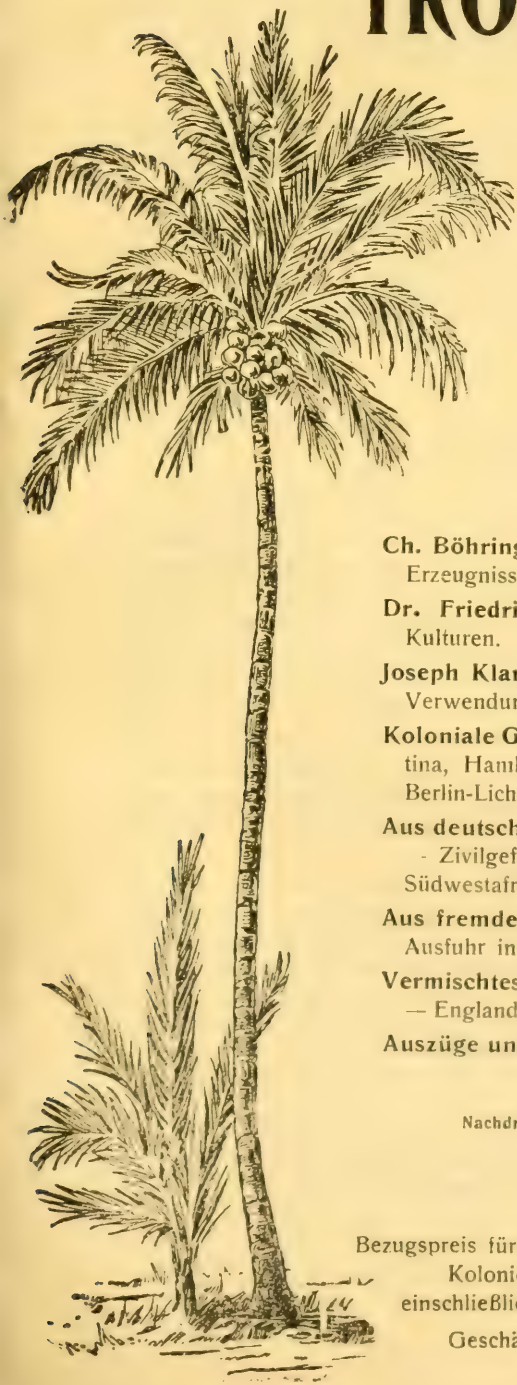 TRO
Ch. Böhring
Erzeugniss
Dr. Friedri
Kulturen.
Joseph Klar
Verwendun
Koloniale G
tina, Haml
Berlin-Lich
Aus deutsch
- Zivilgef
Südwestafr
Aus fremde
Ausfuhr in
Vermischtes
— England
Auszüge un
Nachdr
Bezugspreis für
Kolonie
einschließlic
Geschä